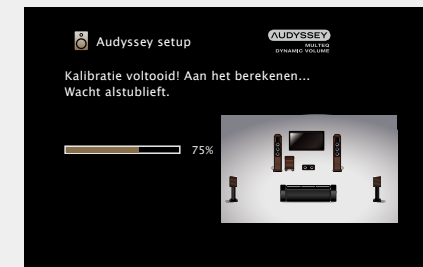 Audyssey setup
AUDYSSEY
MULTEQ
DYNAMIC VOLUME
Kalibratie voltooid! Aan het berekenen...
Wacht alstublieft.
75%